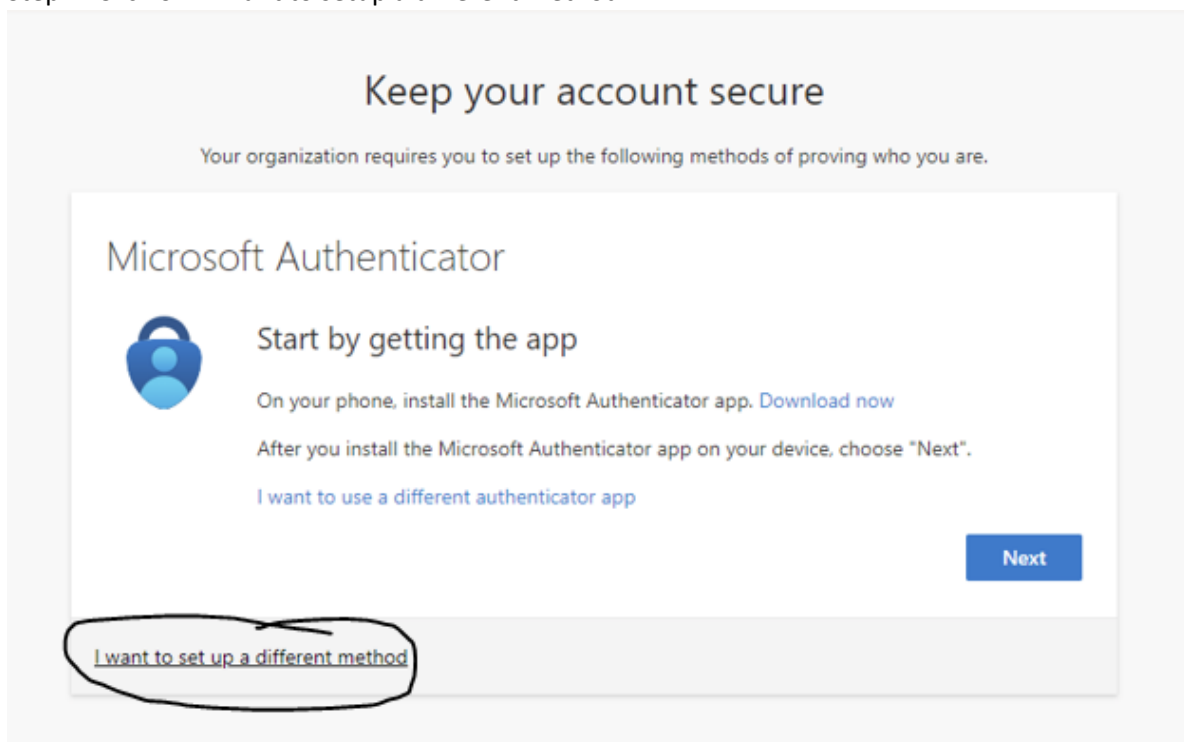 Keep your account secure
Your organization requires you to set up the following methods of proving who you are.
Microsoft Authenticator
Start by getting the app
On your phone, install the Microsoft Authenticator app. Download now
After you install the Microsoft Authenticator app on your device, choose "Next".
I want to use a different authenticator app
Next
I want to set up a different method